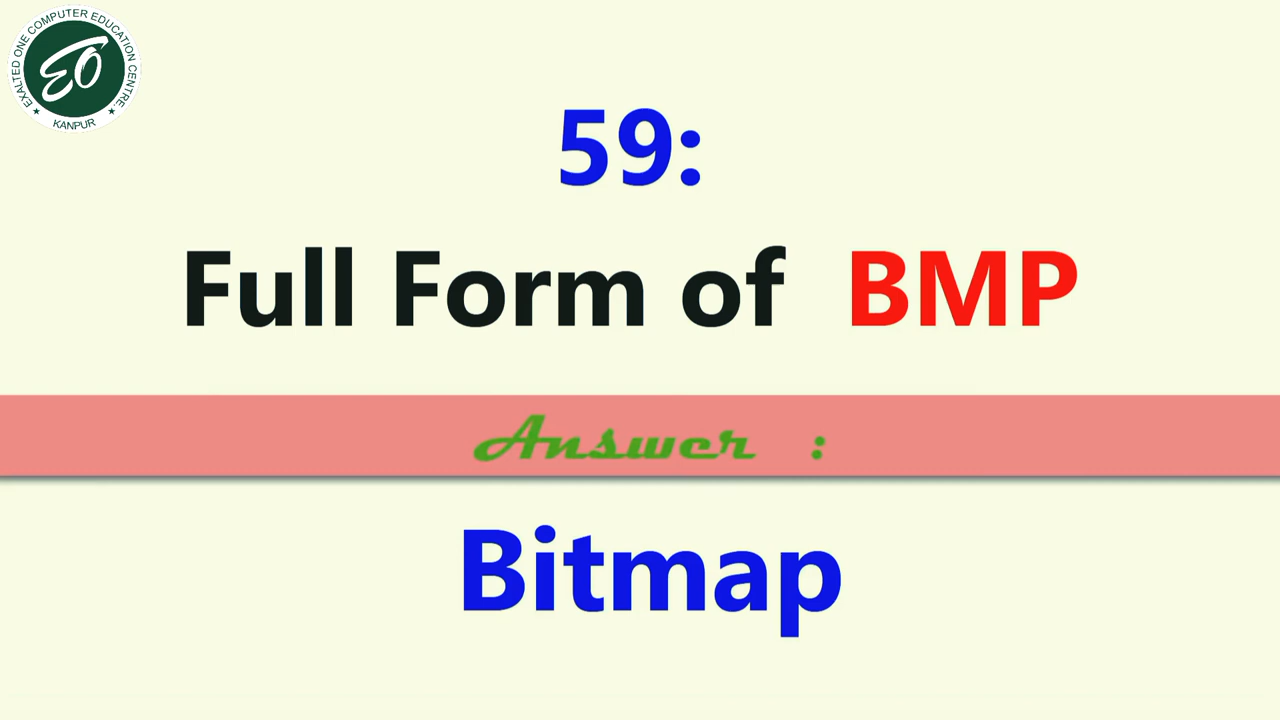 EXALTED ONE COMPUTER EDUCATION CENTRE
EO
★ KANPUR ★
59:
Full Form of BMP
Answer :
Bitmap